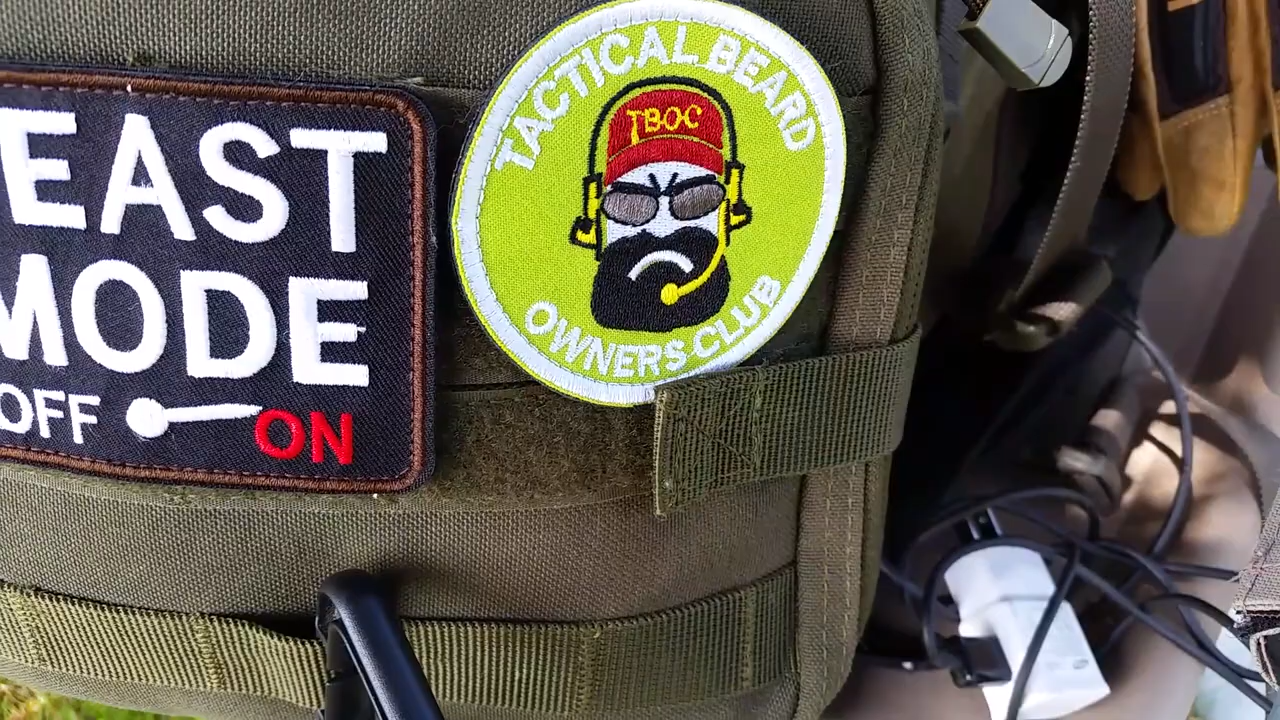 EAST
MODE
OFF ON
TACTICAL BEARD
TBOC
OWNERS CLUB